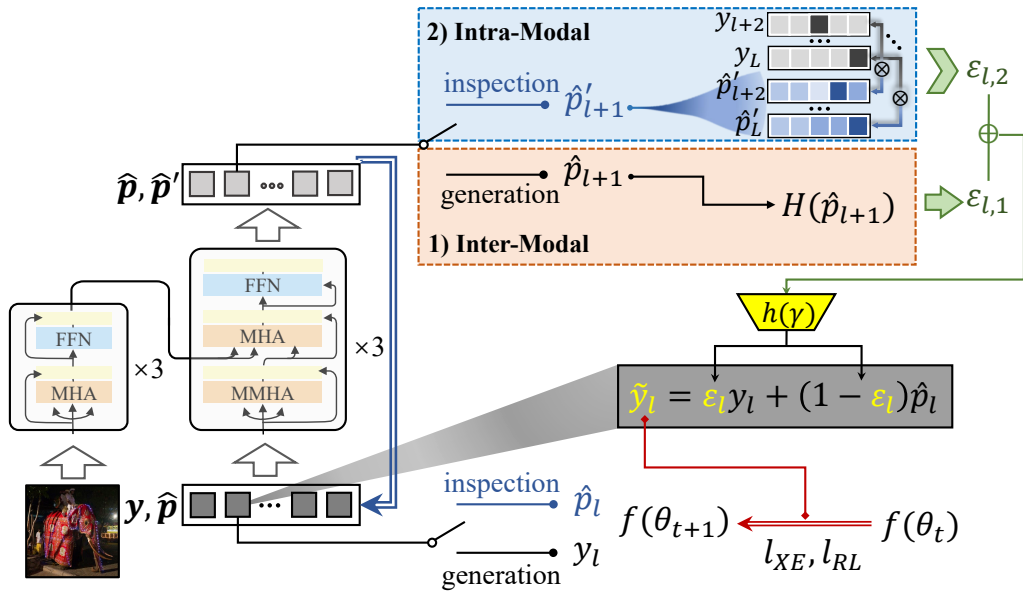 2) Intra-Modal
y_{l+2}
...
y_L
inspection
p̂'_{l+1}
p̂'_{l+2}
...
p̂'_L
⊗
⊗
ε_{l,2}
⊕
ε_{l,1}
generation
p̂_{l+1}
H(p̂_{l+1})
1) Inter-Modal
p̂, p̂'
FFN
MHA
×3
FFN
MHA
MMHA
×3
h(γ)
ỹ_l = ε_l y_l + (1 − ε_l)p̂_l
y, p̂
...
inspection
p̂_l
generation
y_l
f(θ_{t+1})
f(θ_t)
l_{XE}, l_{RL}